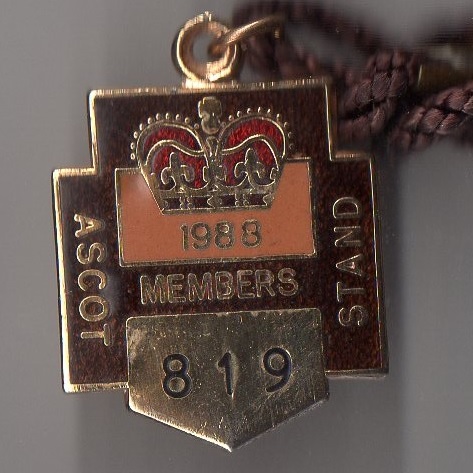 1988
ASCOT
MEMBERS
STAND
819